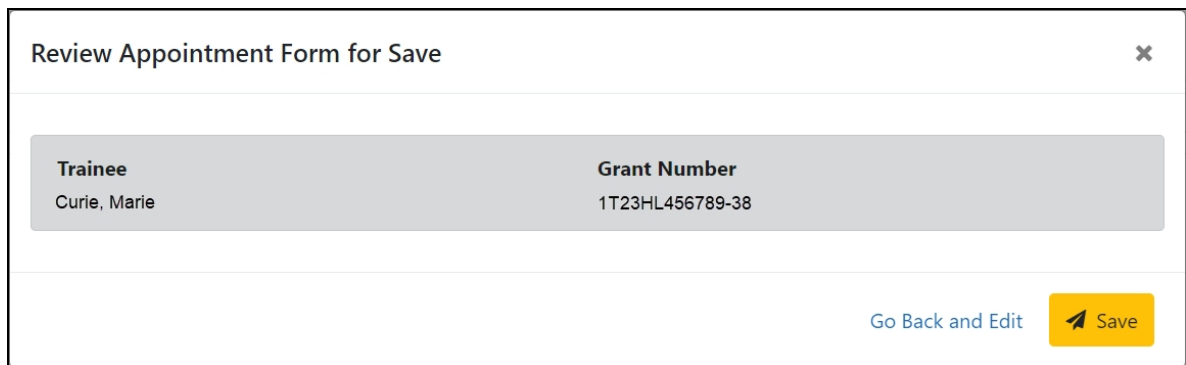 Review Appointment Form for Save
Trainee
Grant Number
Curie, Marie
1T23HL456789-38
Go Back and Edit
Save